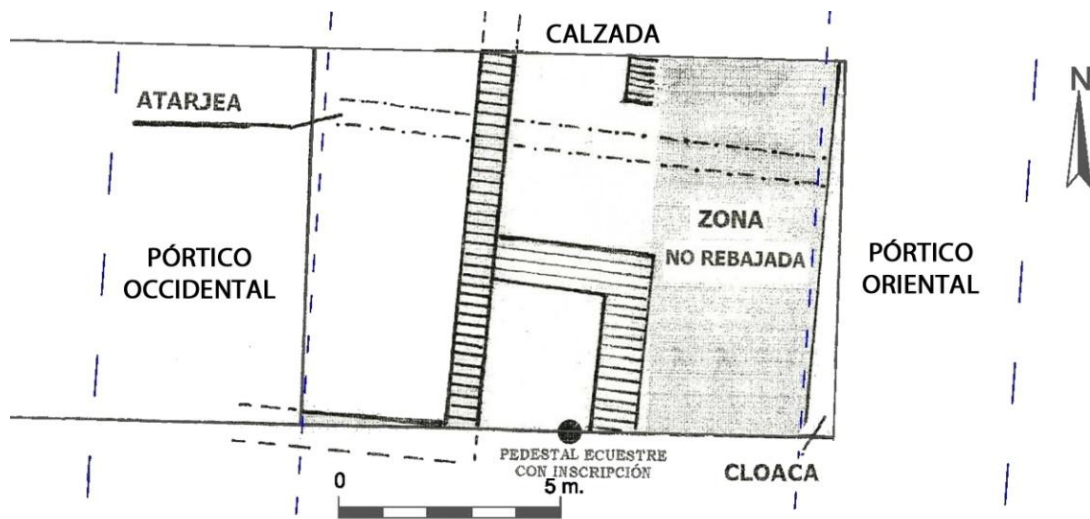 CALZADA
N
ATARJEA
ZONA
NO REBAJADA
PÓRTICO
OCCIDENTAL
PÓRTICO
ORIENTAL
PEDESTAL ECUESTRE
CON INSCRIPCIÓN
CLOACA
0 5 m.